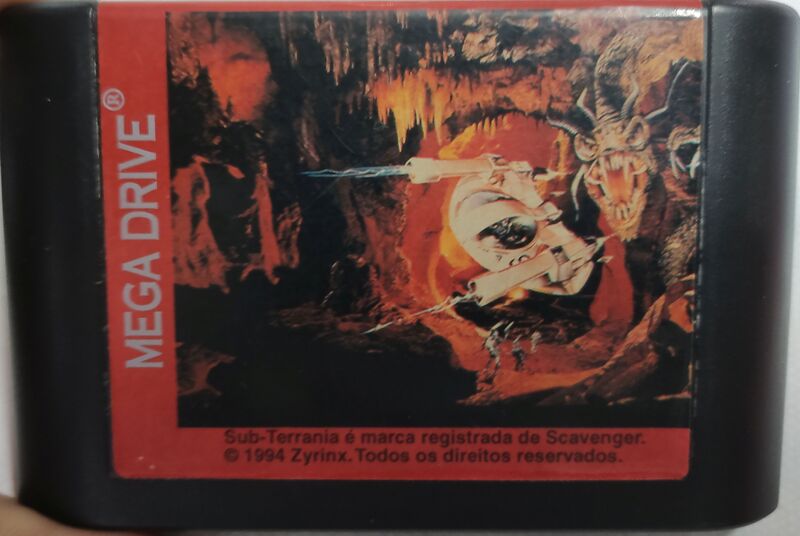 MEGA DRIVE®
Sub-Terrania é marca registrada de Scavenger.
© 1994 Zyrinx. Todos os direitos reservados.